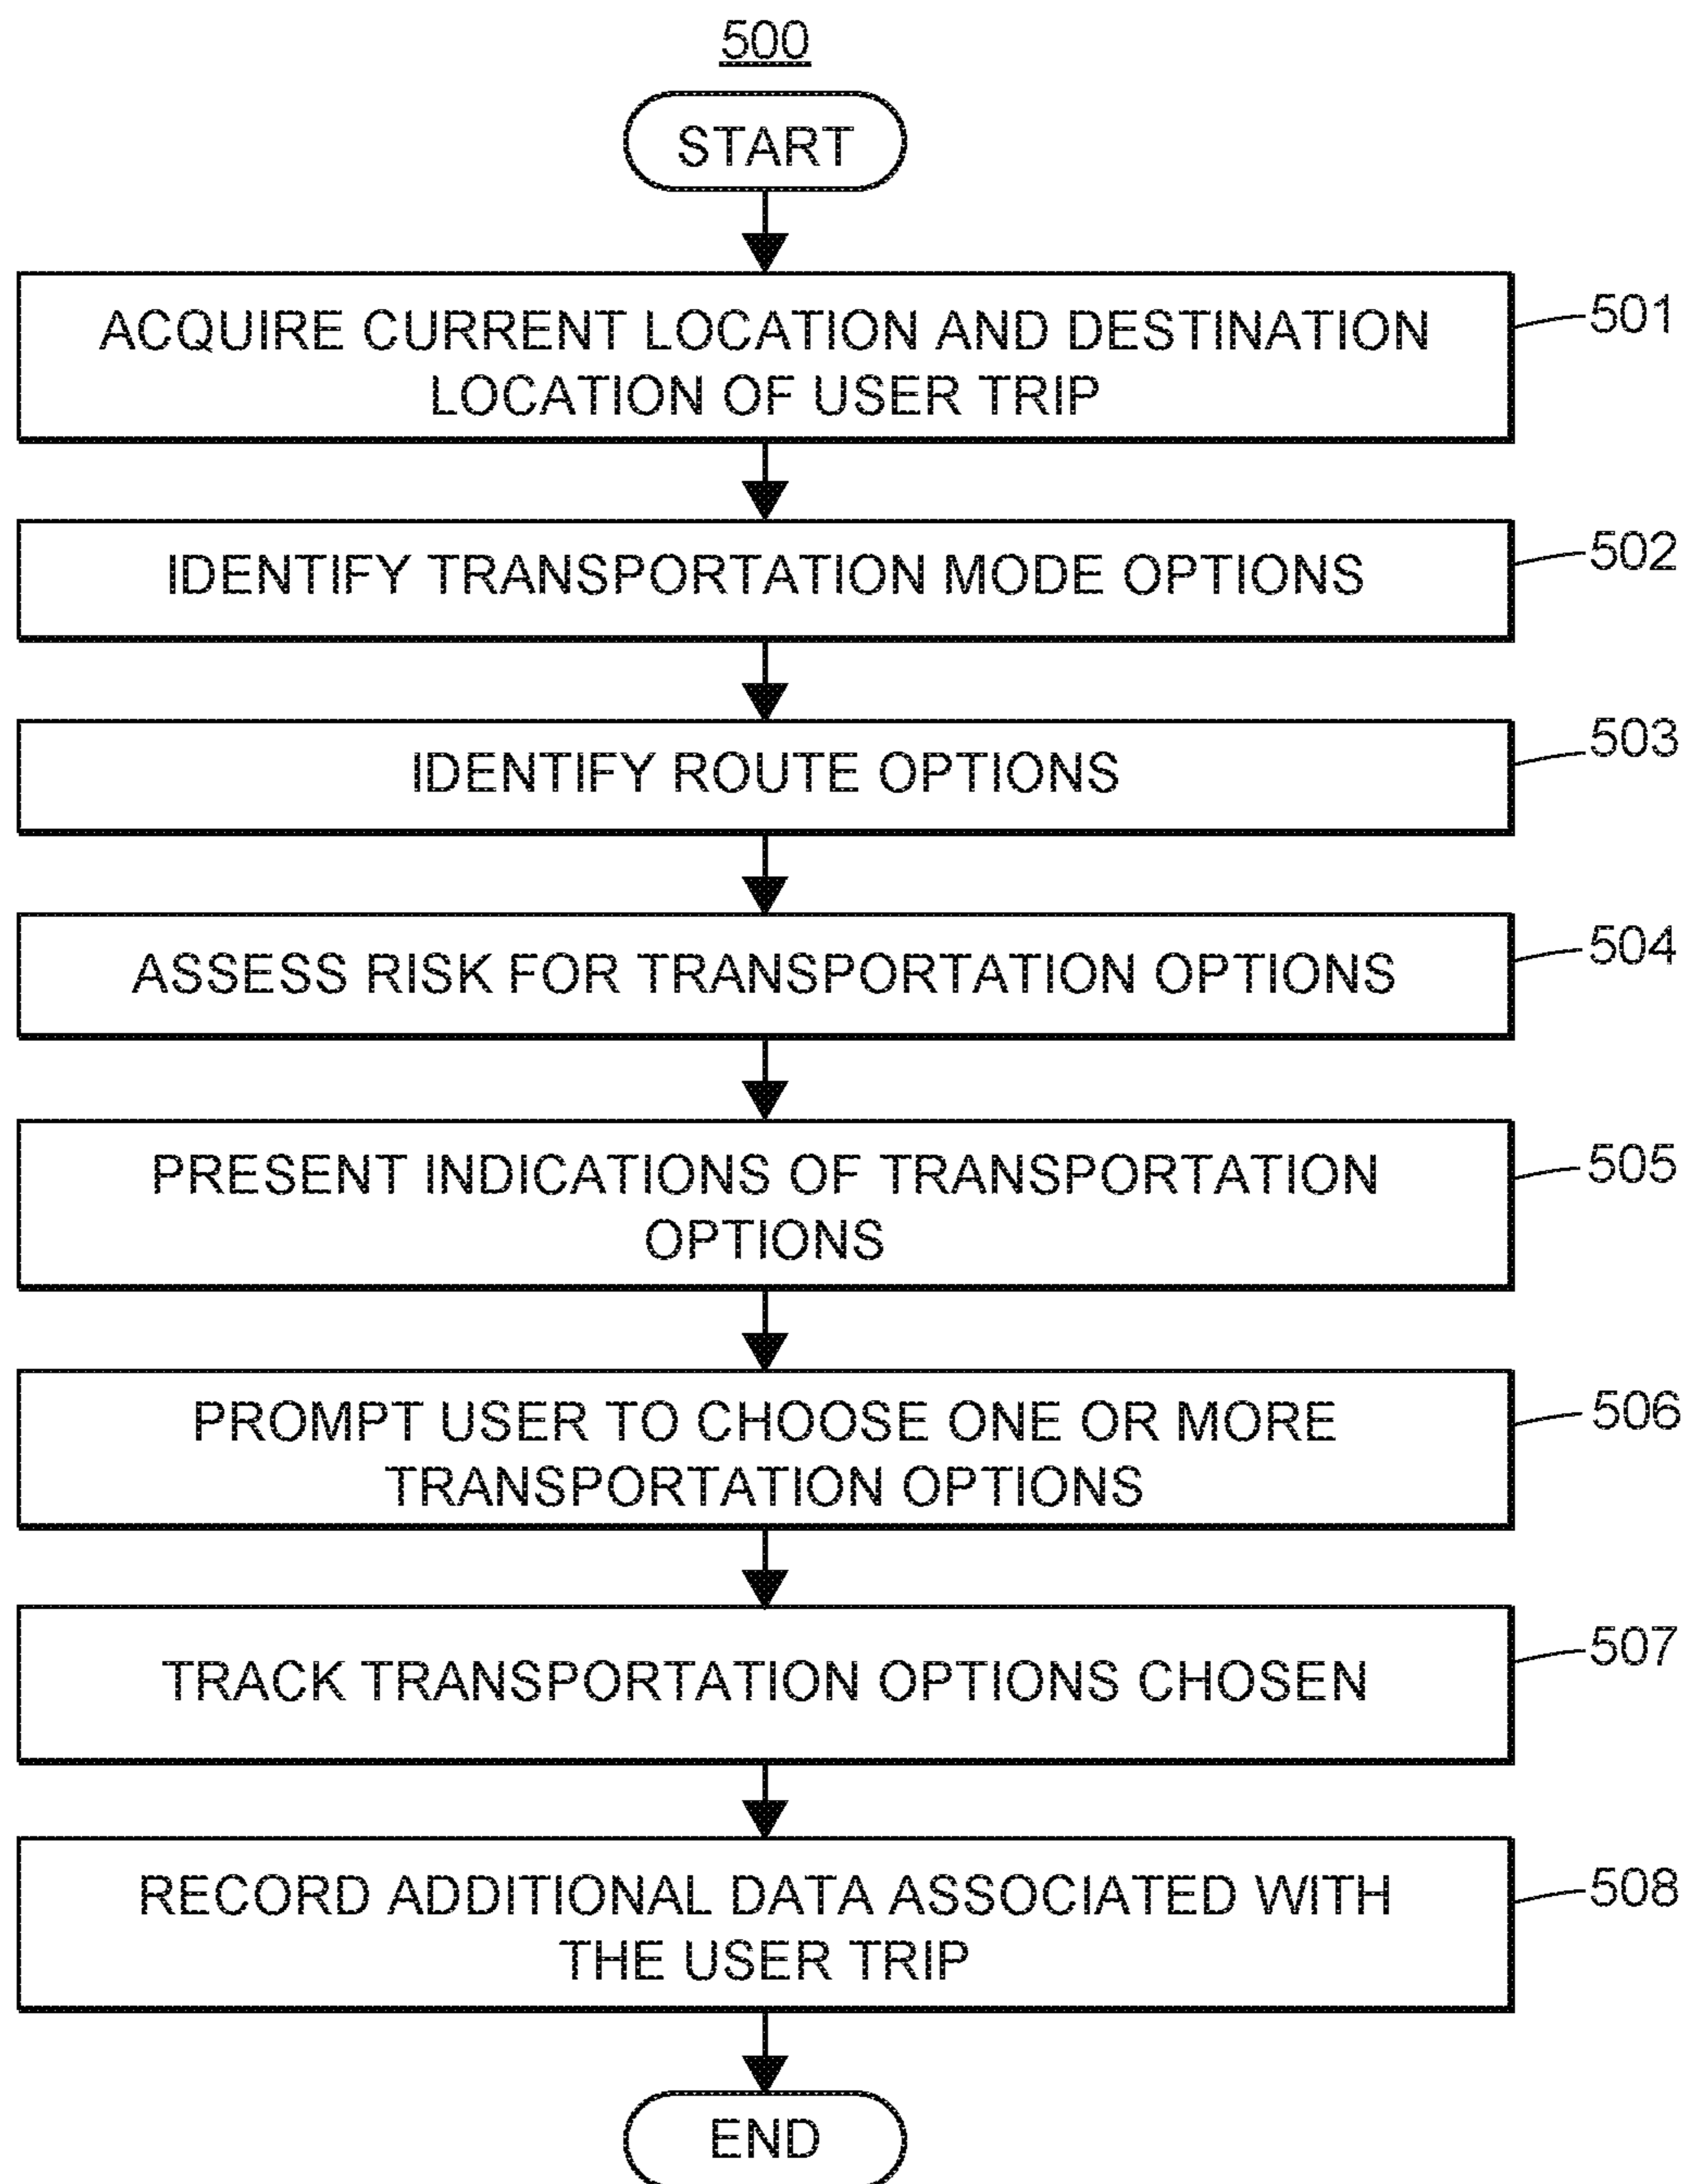 500
START
ACQUIRE CURRENT LOCATION AND DESTINATION
LOCATION OF USER TRIP
501
IDENTIFY TRANSPORTATION MODE OPTIONS
502
IDENTIFY ROUTE OPTIONS
503
ASSESS RISK FOR TRANSPORTATION OPTIONS
504
PRESENT INDICATIONS OF TRANSPORTATION
OPTIONS
505
PROMPT USER TO CHOOSE ONE OR MORE
TRANSPORTATION OPTIONS
506
TRACK TRANSPORTATION OPTIONS CHOSEN
507
RECORD ADDITIONAL DATA ASSOCIATED WITH
THE USER TRIP
508
END